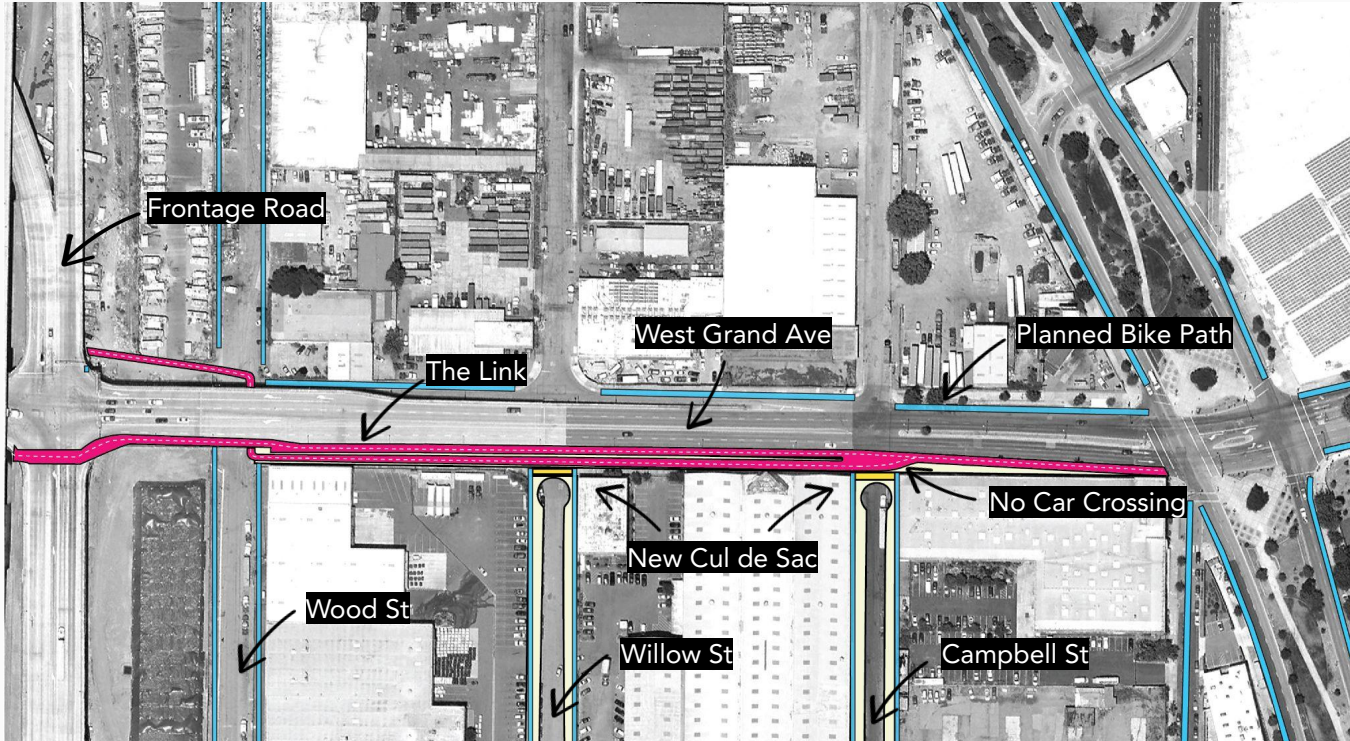 Frontage Road
West Grand Ave
Planned Bike Path
The Link
No Car Crossing
New Cul de Sac
Wood St
Willow St
Campbell St